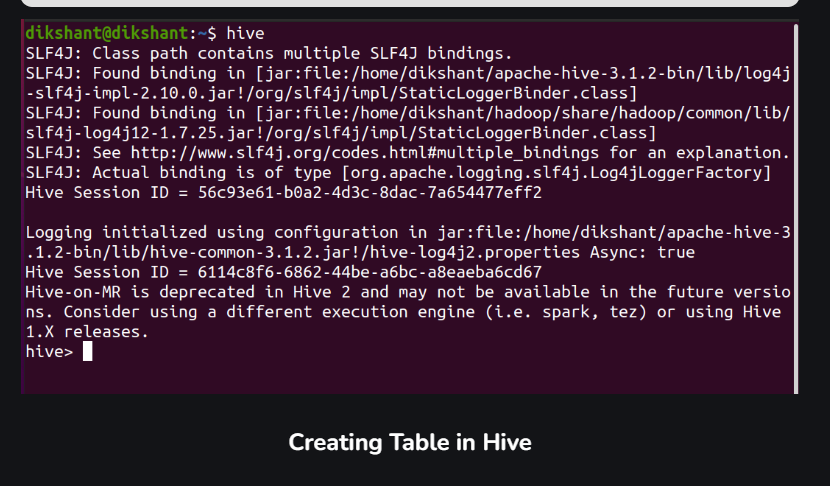 dikshant@dikshant:~$ hive
SLF4J: Class path contains multiple SLF4J bindings.
SLF4J: Found binding in [jar:file:/home/dikshant/apache-hive-3.1.2-bin/lib/log4j
-slf4j-impl-2.10.0.jar!/org/slf4j/impl/StaticLoggerBinder.class]
SLF4J: Found binding in [jar:file:/home/dikshant/hadoop/share/hadoop/common/lib/
slf4j-log4j12-1.7.25.jar!/org/slf4j/impl/StaticLoggerBinder.class]
SLF4J: See http://www.slf4j.org/codes.html#multiple_bindings for an explanation.
SLF4J: Actual binding is of type [org.apache.logging.slf4j.Log4jLoggerFactory]
Hive Session ID = 56c93e61-b0a2-4d3c-8dac-7a654477eff2
Logging initialized using configuration in jar:file:/home/dikshant/apache-hive-3
.1.2-bin/lib/hive-common-3.1.2.jar!/hive-log4j2.properties Async: true
Hive Session ID = 6114c8f6-6862-44be-a6bc-a8eaeba6cd67
Hive-on-MR is deprecated in Hive 2 and may not be available in the future versio
ns. Consider using a different execution engine (i.e. spark, tez) or using Hive
1.X releases.
hive>
Creating Table in Hive